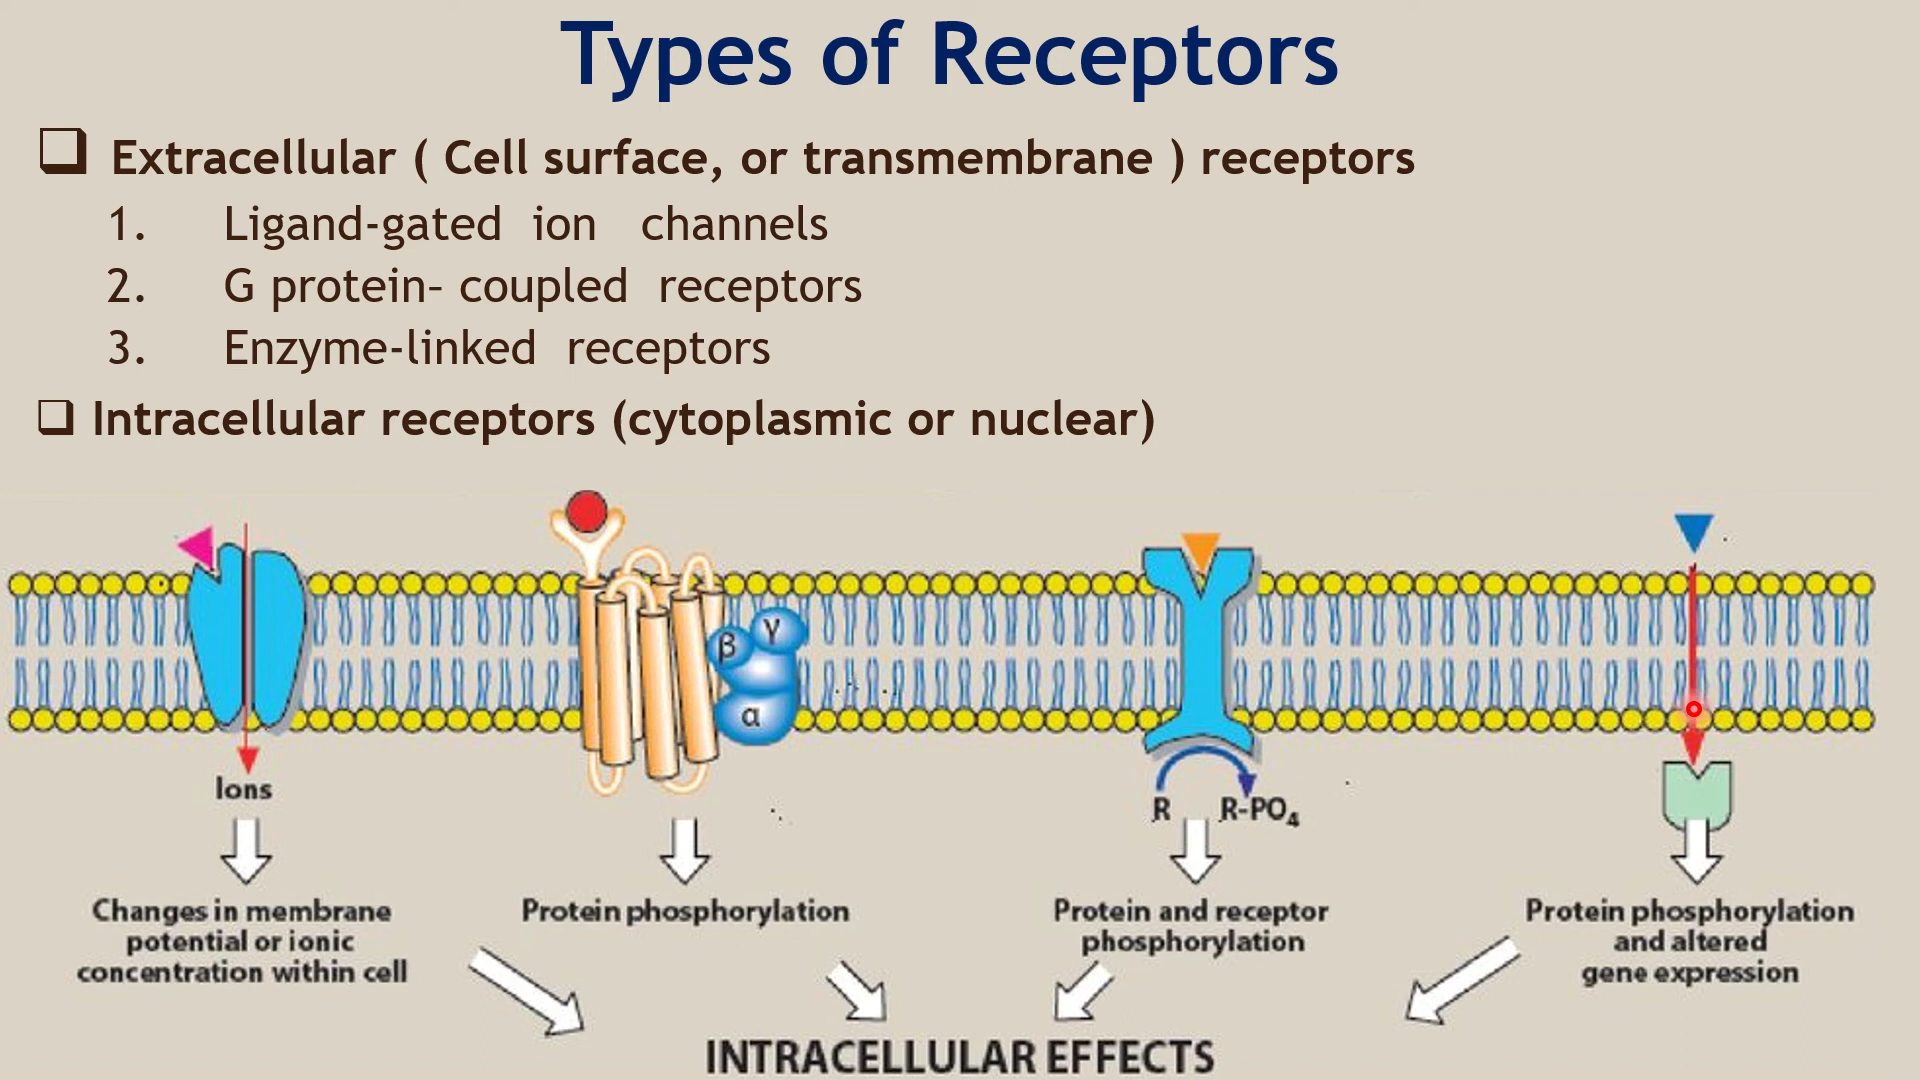 Types of Receptors
Extracellular ( Cell surface, or transmembrane ) receptors
1. Ligand-gated ion channels
2. G protein– coupled receptors
3. Enzyme-linked receptors
Intracellular receptors (cytoplasmic or nuclear)
β γ
α
Ions
R R-PO₄
Changes in membrane
potential or ionic
concentration within cell
Protein phosphorylation
Protein and receptor
phosphorylation
Protein phosphorylation
and altered
gene expression
INTRACELLULAR EFFECTS